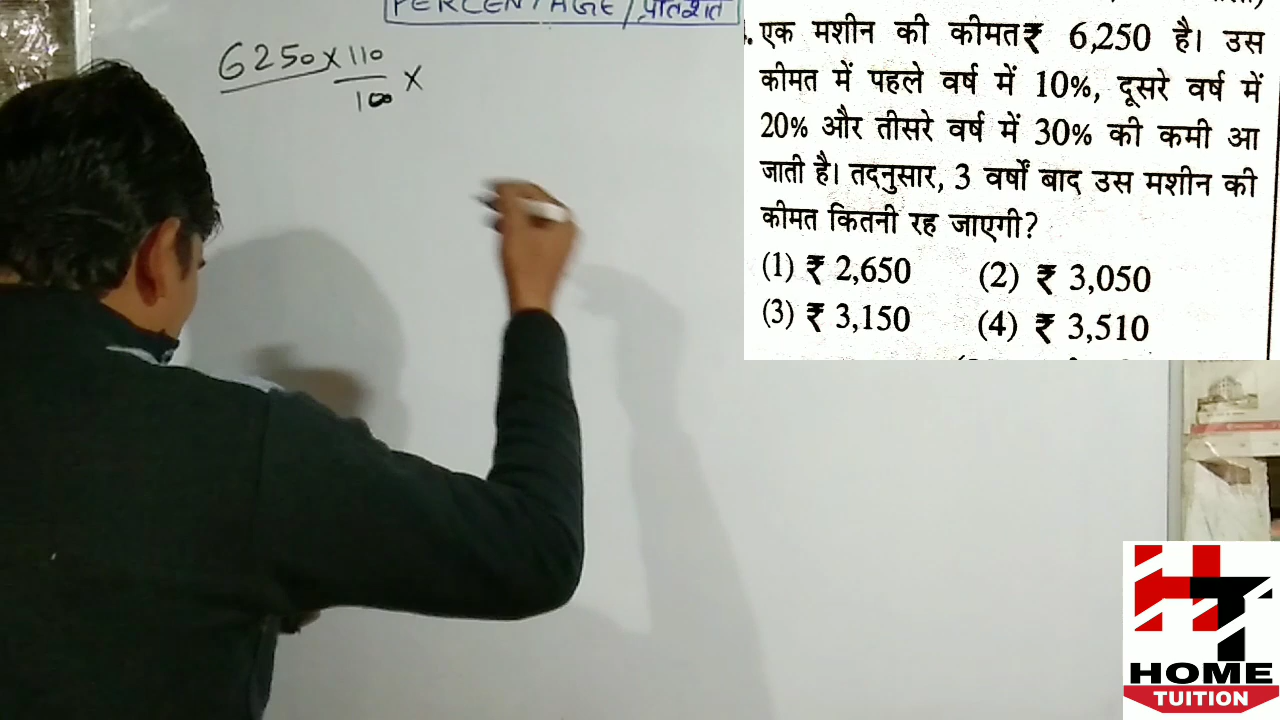 PERCENTAGE/प्रतिशत
6250 x 110
100 x
एक मशीन की कीमत ₹ 6,250 है। उस
कीमत में पहले वर्ष में 10%, दूसरे वर्ष में
20% और तीसरे वर्ष में 30% की कमी आ
जाती है। तदनुसार, 3 वर्षों बाद उस मशीन की
कीमत कितनी रह जाएगी?
(1) ₹ 2,650 (2) ₹ 3,050
(3) ₹ 3,150 (4) ₹ 3,510
HT
HOME
TUITION